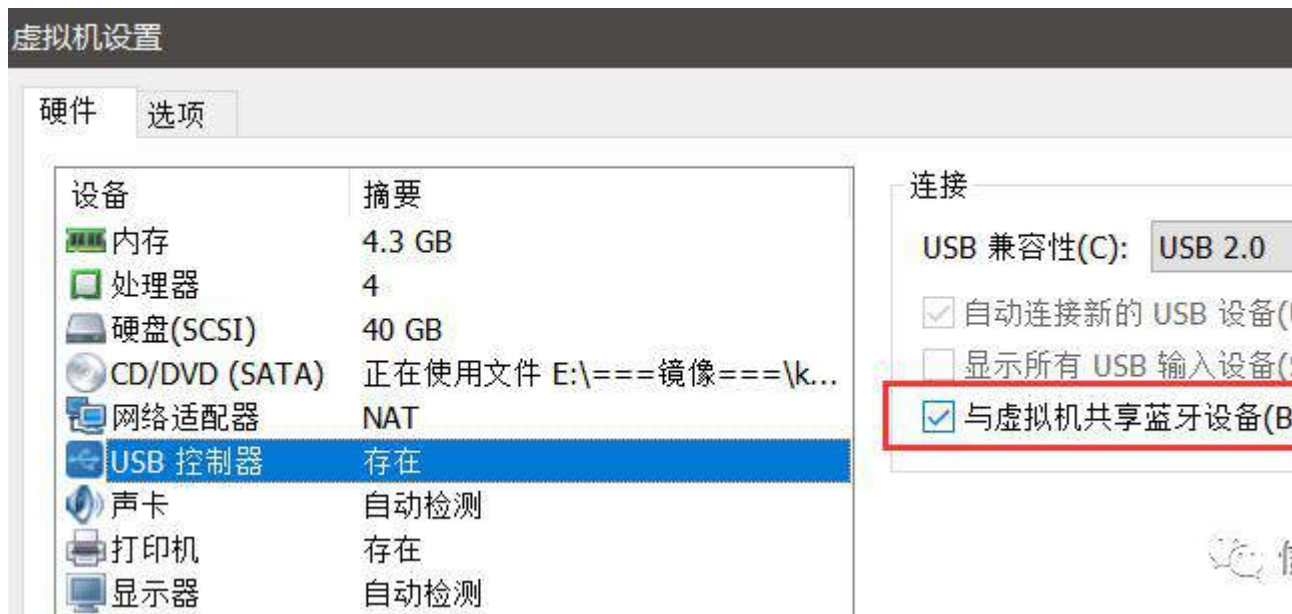 虚拟机设置
硬件 选项
设备 摘要
内存 4.3 GB
处理器 4
硬盘(SCSI) 40 GB
CD/DVD (SATA) 正在使用文件 E:\===镜像===\k...
网络适配器 NAT
USB 控制器 存在
声卡 自动检测
打印机 存在
显示器 自动检测
连接
USB 兼容性(C): USB 2.0
自动连接新的 USB 设备(
显示所有 USB 输入设备(
与虚拟机共享蓝牙设备(B